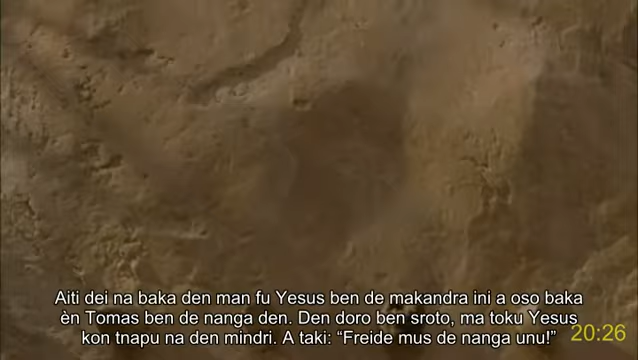 Aiti dei na baka den man fu Yesus ben de makandra ini a oso baka
èn Tomas ben de nanga den. Den doro ben sroto, ma toku Yesus
kon tnapu na den mindri. A taki: “Freide mus de nanga unu!”
20:26